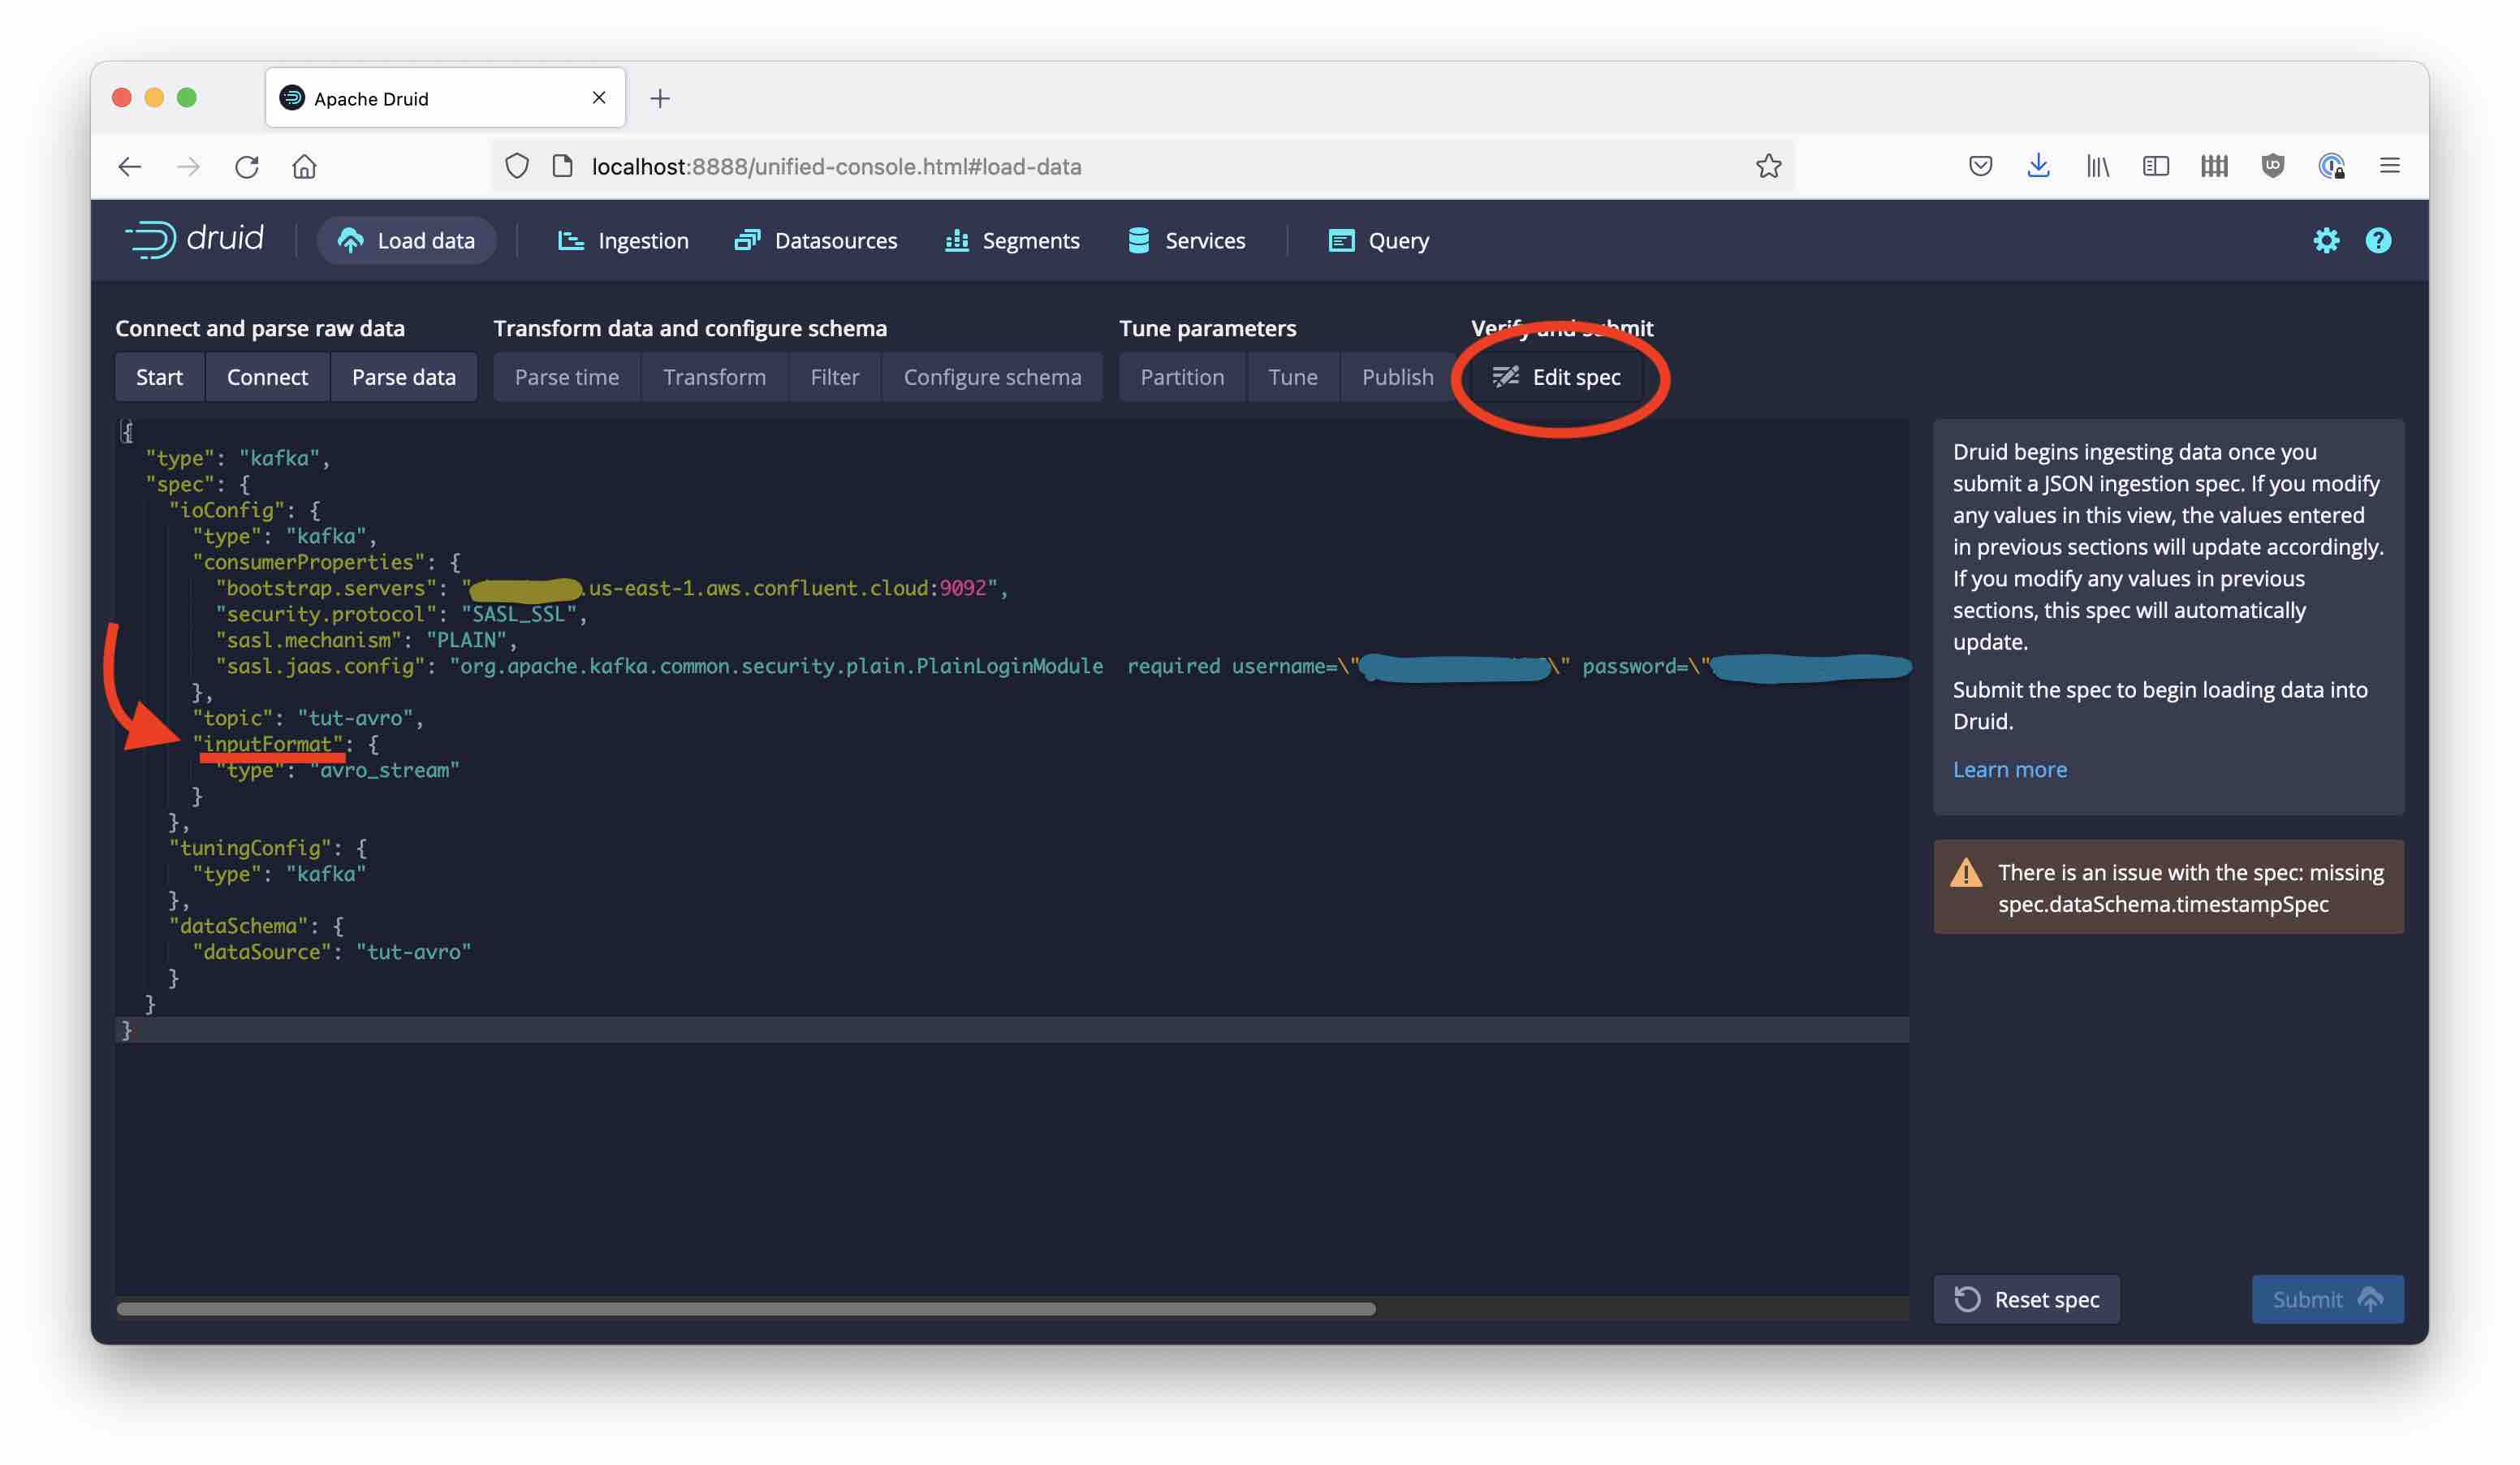 Apache Druid
localhost:8888/unified-console.html#load-data
druid
Load data
Ingestion
Datasources
Segments
Services
Query
Connect and parse raw data
Transform data and configure schema
Tune parameters
Verify and submit
Start
Connect
Parse data
Parse time
Transform
Filter
Configure schema
Partition
Tune
Publish
Edit spec
{
"type": "kafka",
"spec": {
"ioConfig": {
"type": "kafka",
"consumerProperties": {
"bootstrap.servers": ".us-east-1.aws.confluent.cloud:9092",
"security.protocol": "SASL_SSL",
"sasl.mechanism": "PLAIN",
"sasl.jaas.config": "org.apache.kafka.common.security.plain.PlainLoginModule  required username=\"\" password=\"
},
"topic": "tut-avro",
"inputFormat": {
"type": "avro_stream"
}
},
"tuningConfig": {
"type": "kafka"
},
"dataSchema": {
"dataSource": "tut-avro"
}
}
}
Druid begins ingesting data once you
submit a JSON ingestion spec. If you modify
any values in this view, the values entered
in previous sections will update accordingly.
If you modify any values in previous
sections, this spec will automatically
update.
Submit the spec to begin loading data into
Druid.
Learn more
There is an issue with the spec: missing
spec.dataSchema.timestampSpec
Reset spec
Submit